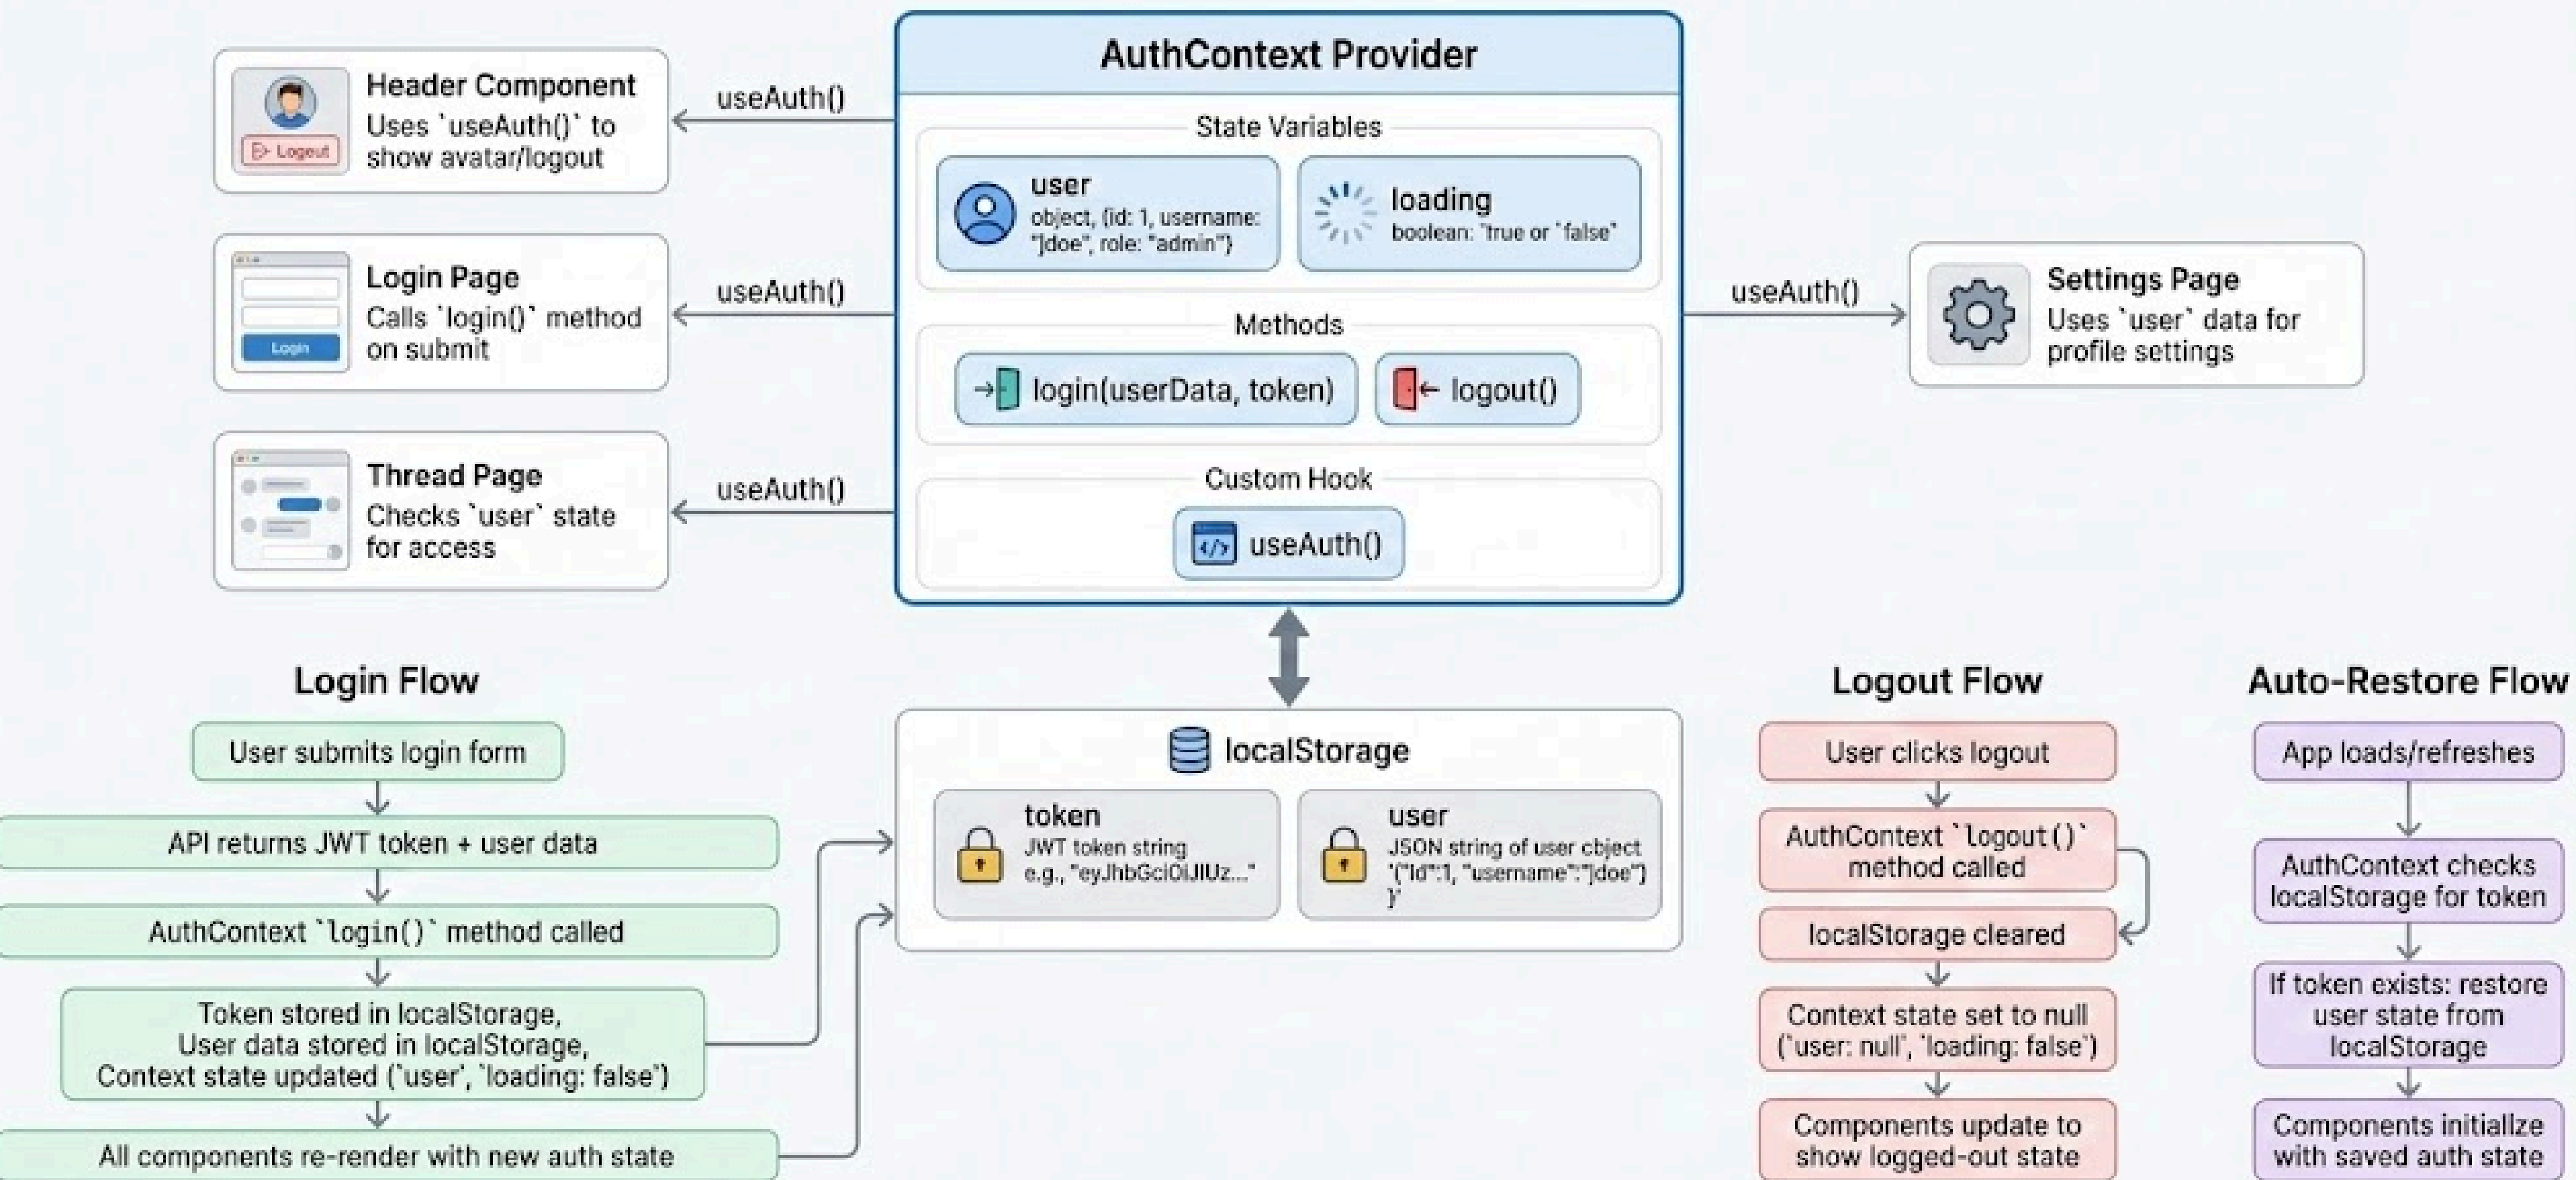 AuthContext Provider
Header Component
Uses `useAuth()` to
show avatar/logout
Logout
useAuth()
State Variables
user
object, {id: 1, username:
"jdoe", role: "admin"}
loading
boolean: `true or `false`
Login Page
Calls `login()` method
on submit
Login
useAuth()
useAuth()
Settings Page
Uses `user` data for
profile settings
Methods
login(userData, token)
logout()
Thread Page
Checks `user` state
for access
useAuth()
Custom Hook
useAuth()
Login Flow
User submits login form
API returns JWT token + user data
AuthContext `login()` method called
Token stored in localStorage,
User data stored in localStorage,
Context state updated (`user', `loading: false`)
All components re-render with new auth state
localStorage
token
JWT token string
e.g., "eyJhbGciOiJIUz..."
user
JSON string of user cbject
'{"Id":1, "username":"jdoe"}
}'
Logout Flow
User clicks logout
AuthContext `logout()`
method called
localStorage cleared
Context state set to null
(`user: null`, `loading: false`)
Components update to
show logged-out state
Auto-Restore Flow
App loads/refreshes
AuthContext checks
localStorage for token
If token exists: restore
user state from
localStorage
Components initialize
with saved auth state